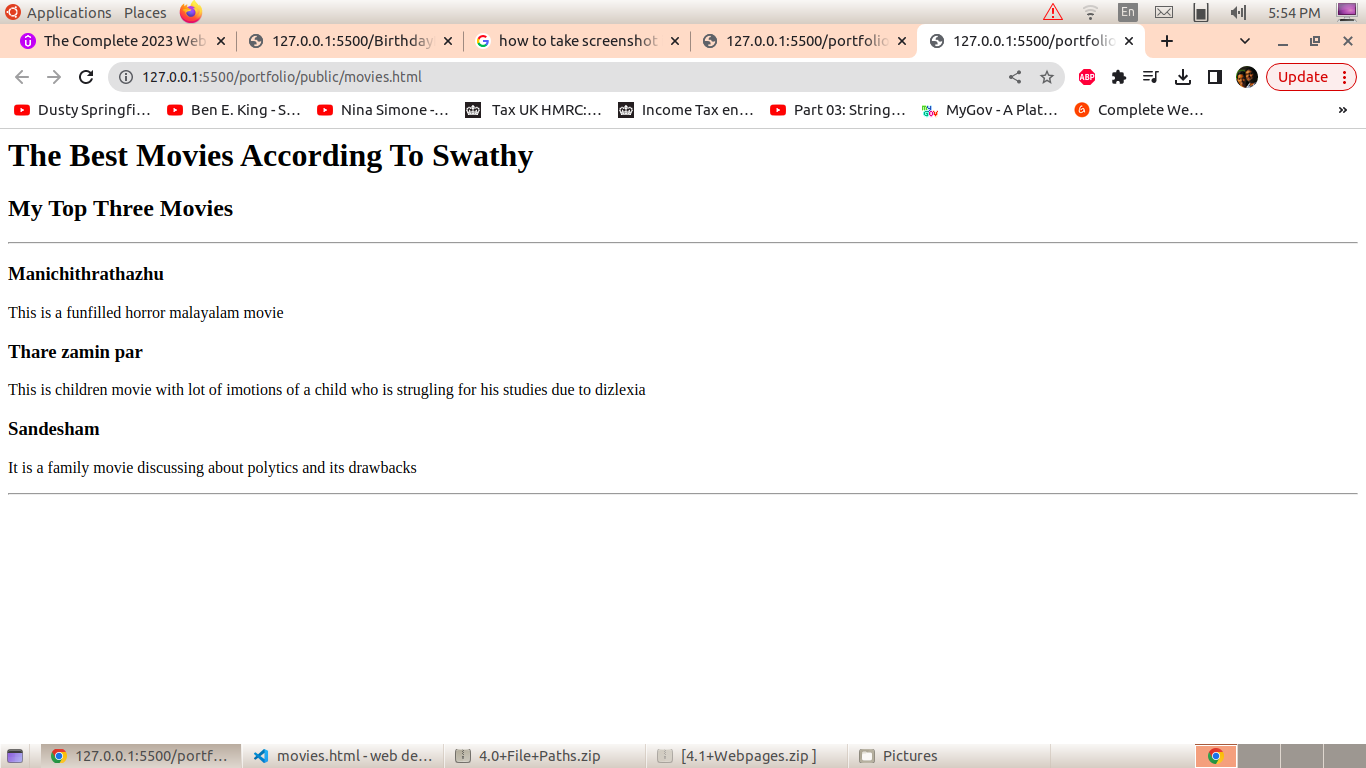 Applications Places En 5:54 PM
The Complete 2023 Web 127.0.0.1:5500/Birthday how to take screenshot 127.0.0.1:5500/portfolio 127.0.0.1:5500/portfolio
127.0.0.1:5500/portfolio/public/movies.html ABP Update
Dusty Springfi... Ben E. King - S... Nina Simone -... Tax UK HMRC:... Income Tax en... Part 03: String... MyGov - A Plat... Complete We... »
The Best Movies According To Swathy
My Top Three Movies
Manichithrathazhu
This is a funfilled horror malayalam movie
Thare zamin par
This is children movie with lot of imotions of a child who is strugling for his studies due to dizlexia
Sandesham
It is a family movie discussing about polytics and its drawbacks
127.0.0.1:5500/portf... movies.html - web de... 4.0+File+Paths.zip [4.1+Webpages.zip ] Pictures